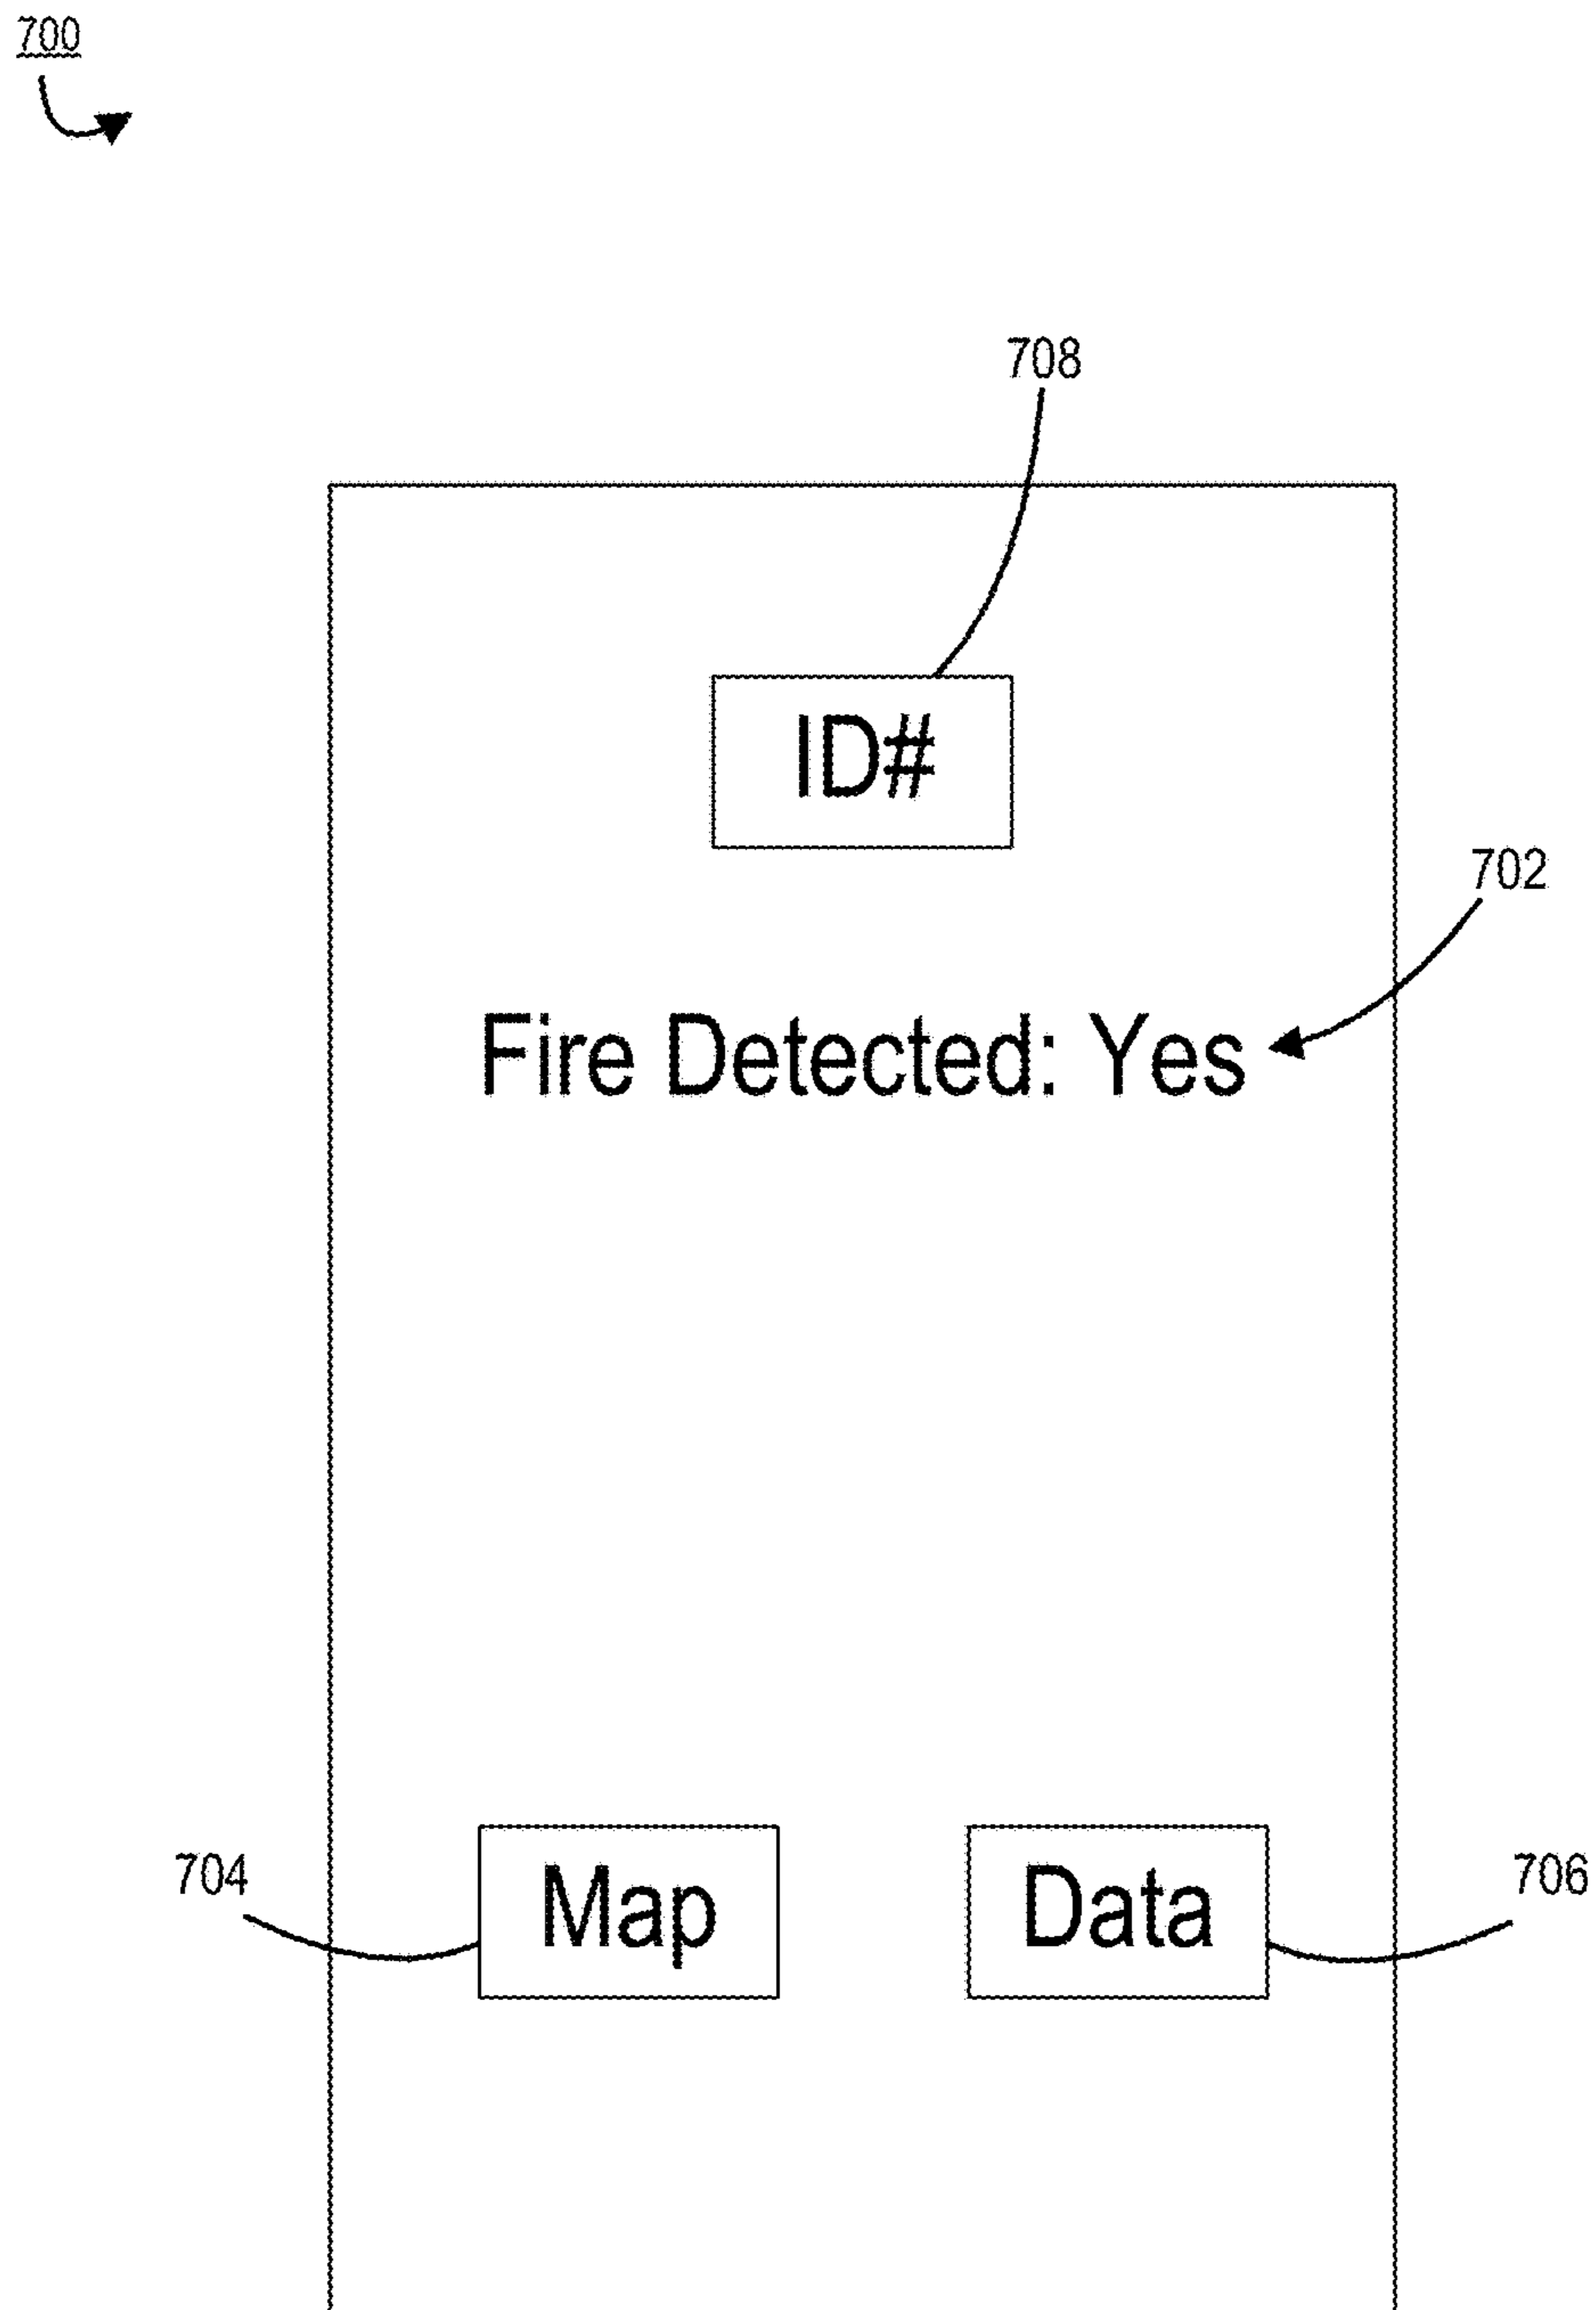 700
708
ID#
702
Fire Detected: Yes
704
Map
Data
706